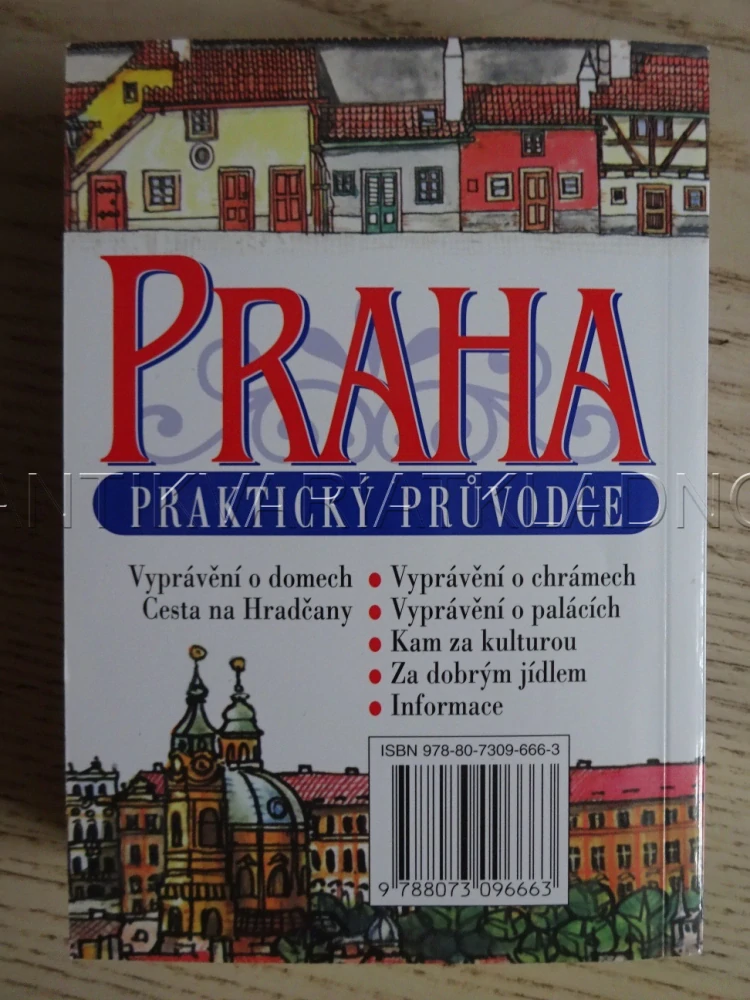 PRAHA
ANTIKVARIATKLADNO
PRAKTICKÝ PRŮVODCE
Vyprávění o domech • Vyprávění o chrámech
Cesta na Hradčany • Vyprávění o palácích
• Kam za kulturou
• Za dobrým jídlem
• Informace
ISBN 978-80-7309-666-3
9 788073 096663